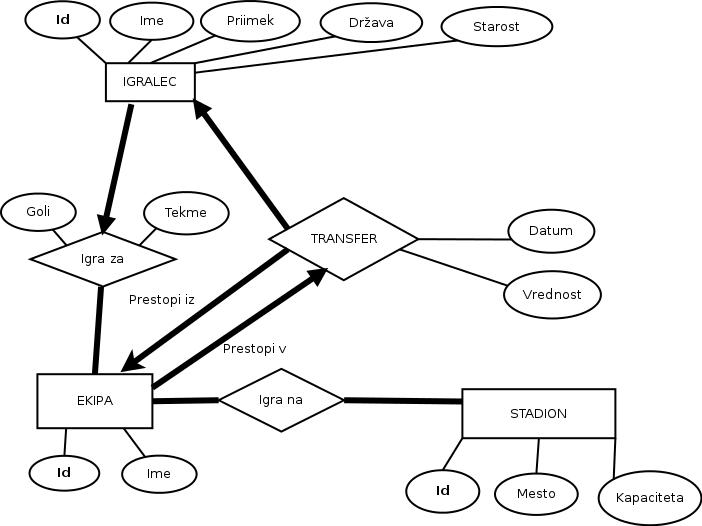 Id
Ime
Priimek
Država
Starost
IGRALEC
Goli
Tekme
Igra za
TRANSFER
Datum
Vrednost
Prestopi iz
Prestopi v
EKIPA
Igra na
STADION
Id
Ime
Id
Mesto
Kapaciteta